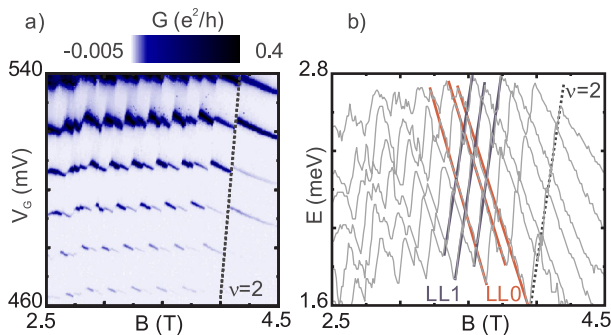 a)
G (e²/h)
-0.005
0.4
540
V_G (mV)
460
ν=2
2.5
B (T)
4.5
b)
2.8
E (meV)
1.6
ν=2
LL1
LL0
2.5
B (T)
4.5